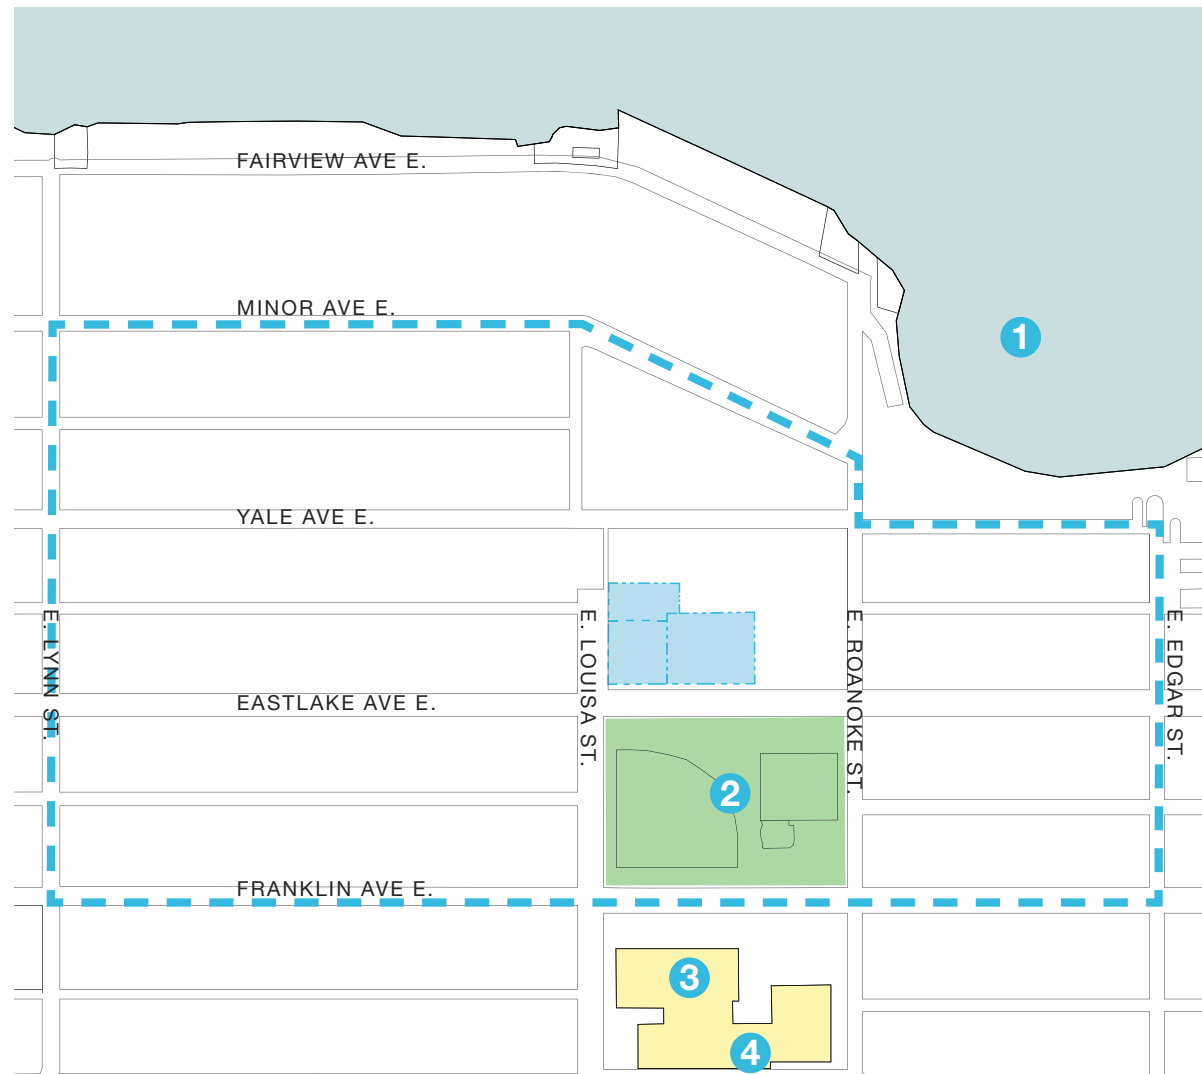 FAIRVIEW AVE E.
MINOR AVE E.
1
YALE AVE E.
E. LYNN ST.
E. LOUISA ST.
E. ROANOKE ST.
E. EDGAR ST.
EASTLAKE AVE E.
2
FRANKLIN AVE E.
3
4